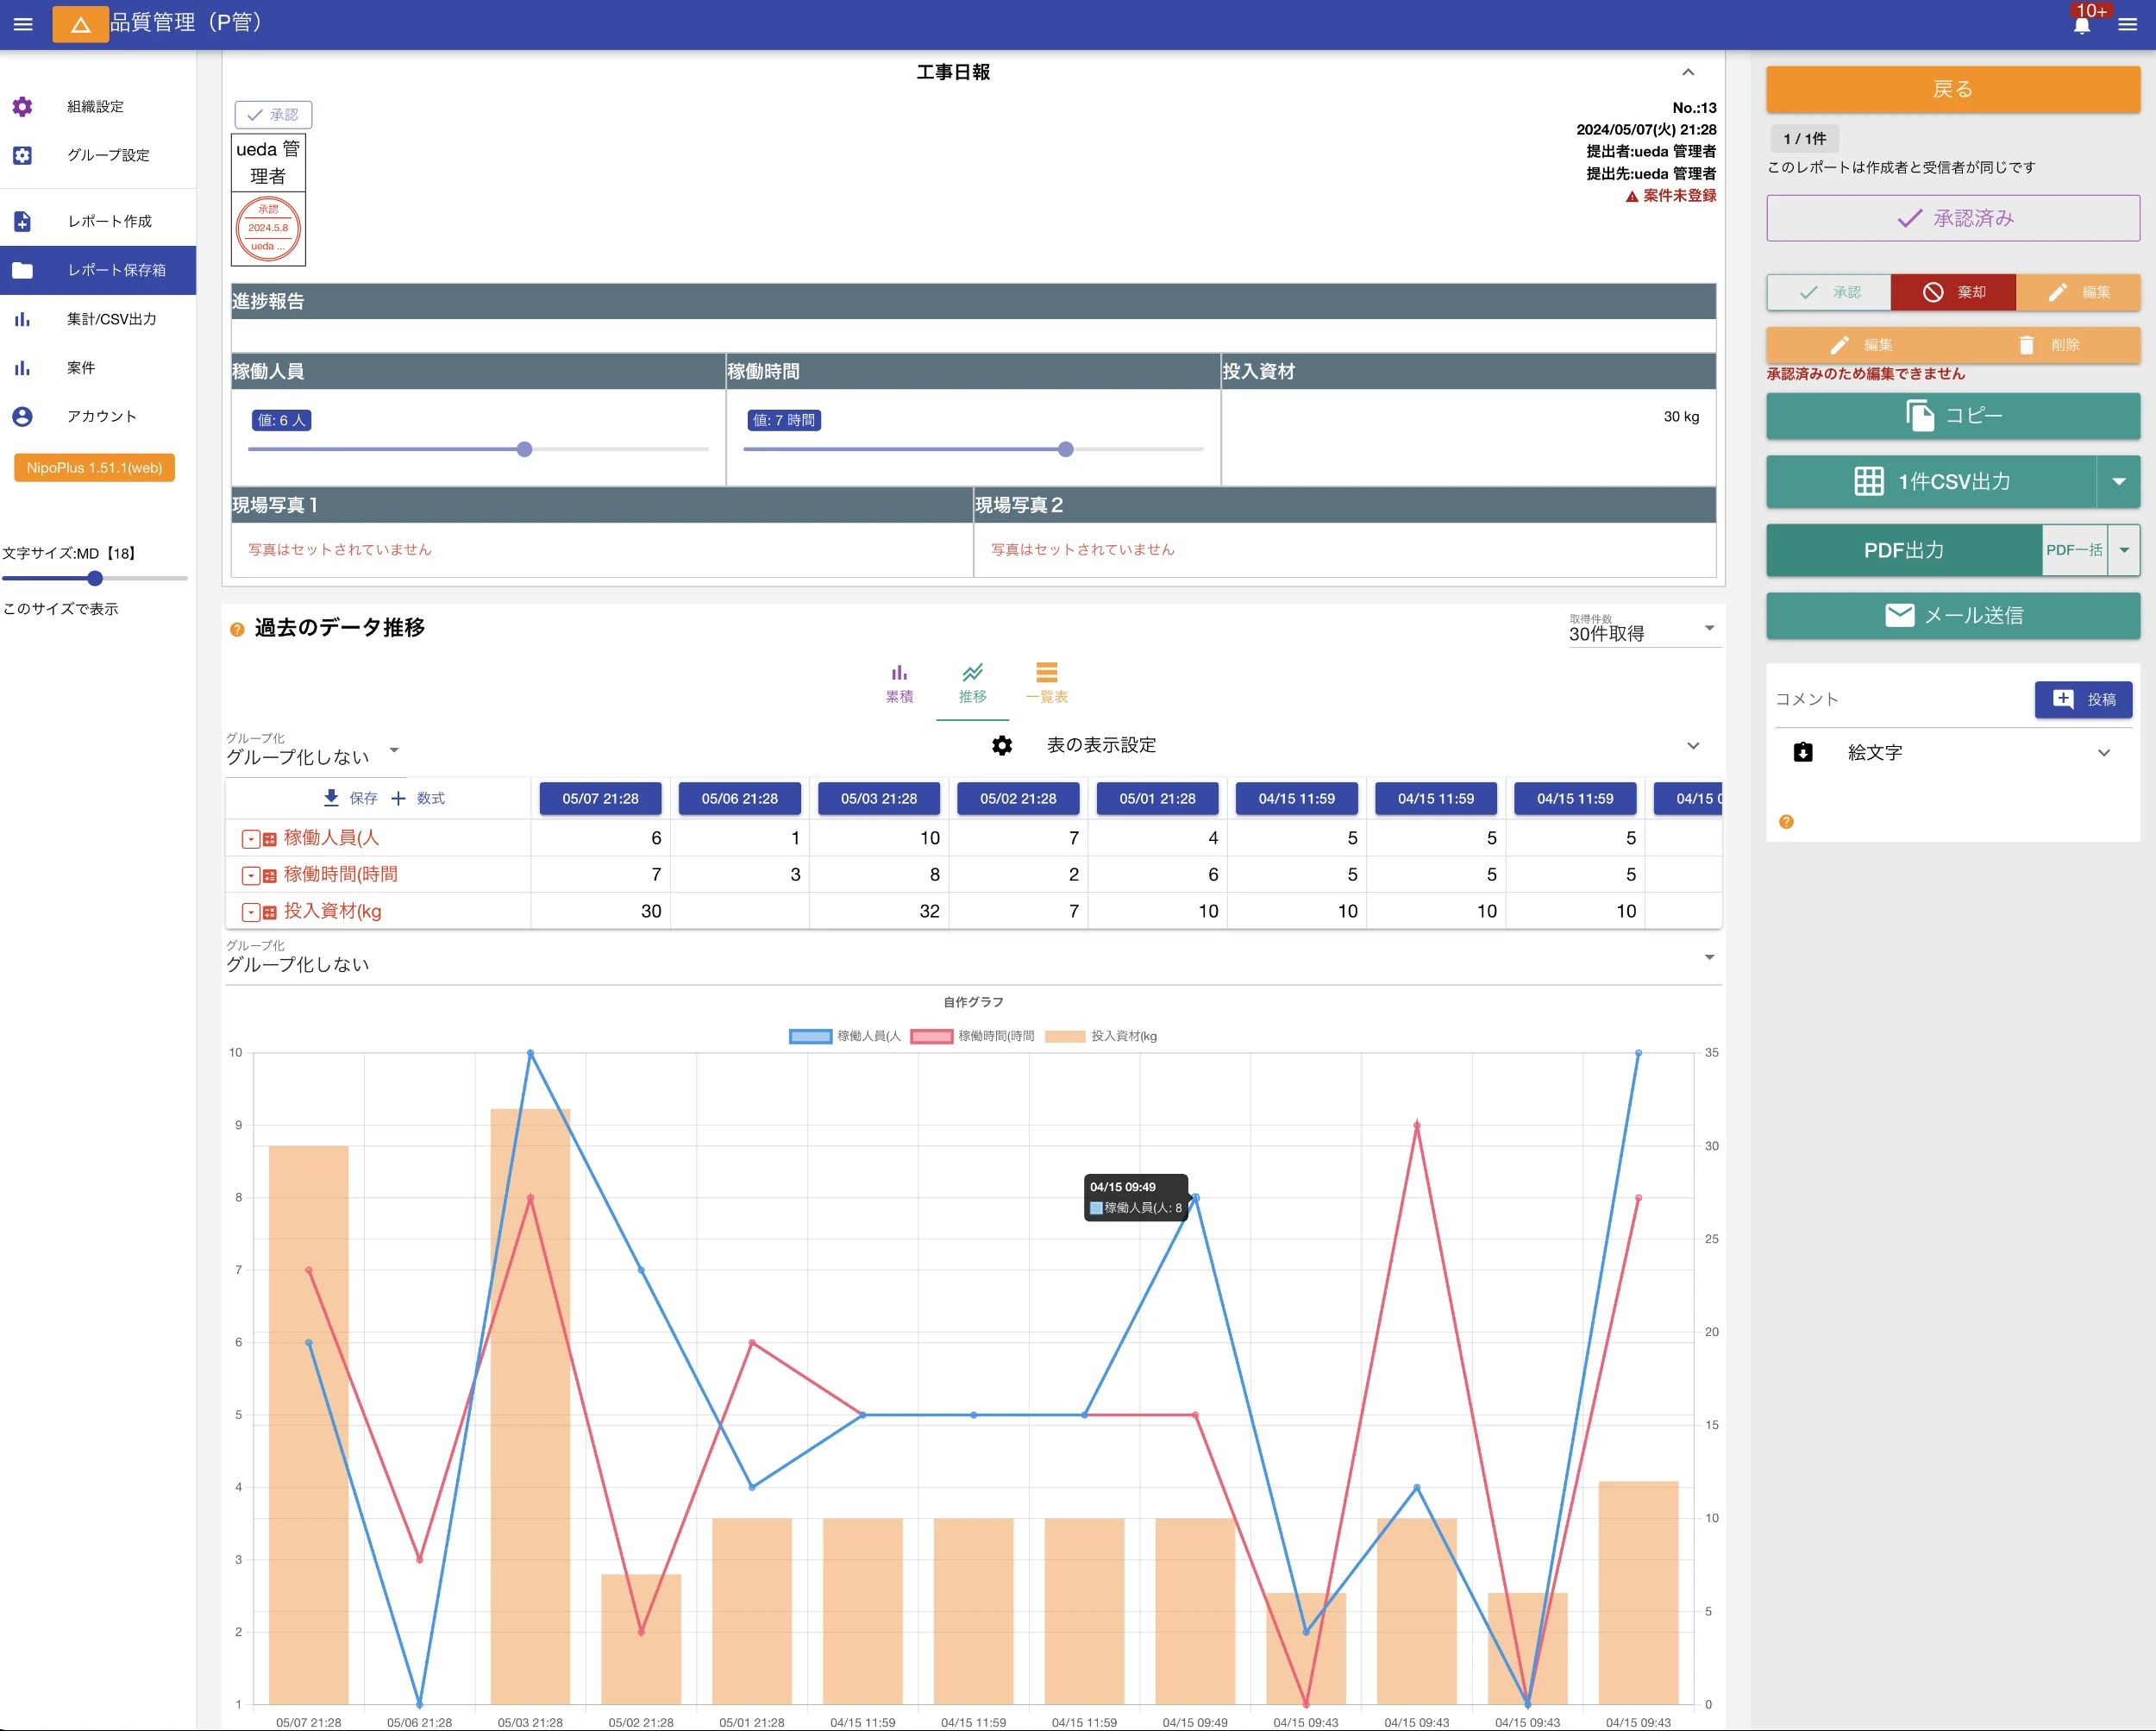 品質管理（P管）
10+
組織設定
グループ設定
レポート作成
レポート保存箱
集計/CSV出力
案件
アカウント
NipoPlus 1.51.1(web)
文字サイズ:MD【18】
このサイズで表示
工事日報
承認
ueda 管
理者
承認
2024.5.8
ueda ...
No.:13
2024/05/07(火) 21:28
提出者:ueda 管理者
提出先:ueda 管理者
案件未登録
進捗報告
稼働人員
稼働時間
投入資材
値: 6 人
値: 7 時間
30 kg
現場写真１
現場写真２
写真はセットされていません
写真はセットされていません
過去のデータ推移
取得件数
30件取得
累積
推移
一覧表
グループ化
グループ化しない
表の表示設定
保存 数式 05/07 21:28 05/06 21:28 05/03 21:28 05/02 21:28 05/01 21:28 04/15 11:59 04/15 11:59 04/15 11:59 04/15 0
稼働人員(人 6 1 10 7 4 5 5 5
稼働時間(時間 7 3 8 2 6 5 5 5
投入資材(kg 30 32 7 10 10 10 10
グループ化
グループ化しない
自作グラフ
稼働人員(人 稼働時間(時間 投入資材(kg
10
9
8
7
6
5
4
3
2
1
35
30
25
20
15
10
5
0
04/15 09:49
稼働人員(人: 8
05/07 21:28 05/06 21:28 05/03 21:28 05/02 21:28 05/01 21:28 04/15 11:59 04/15 11:59 04/15 11:59 04/15 09:49 04/15 09:43 04/15 09:43 04/15 09:43 04/15 09:43
戻る
1 / 1件
このレポートは作成者と受信者が同じです
承認済み
承認 棄却 編集
編集 削除
承認済みのため編集できません
コピー
1件CSV出力
PDF出力 PDF一括
メール送信
コメント 投稿
絵文字